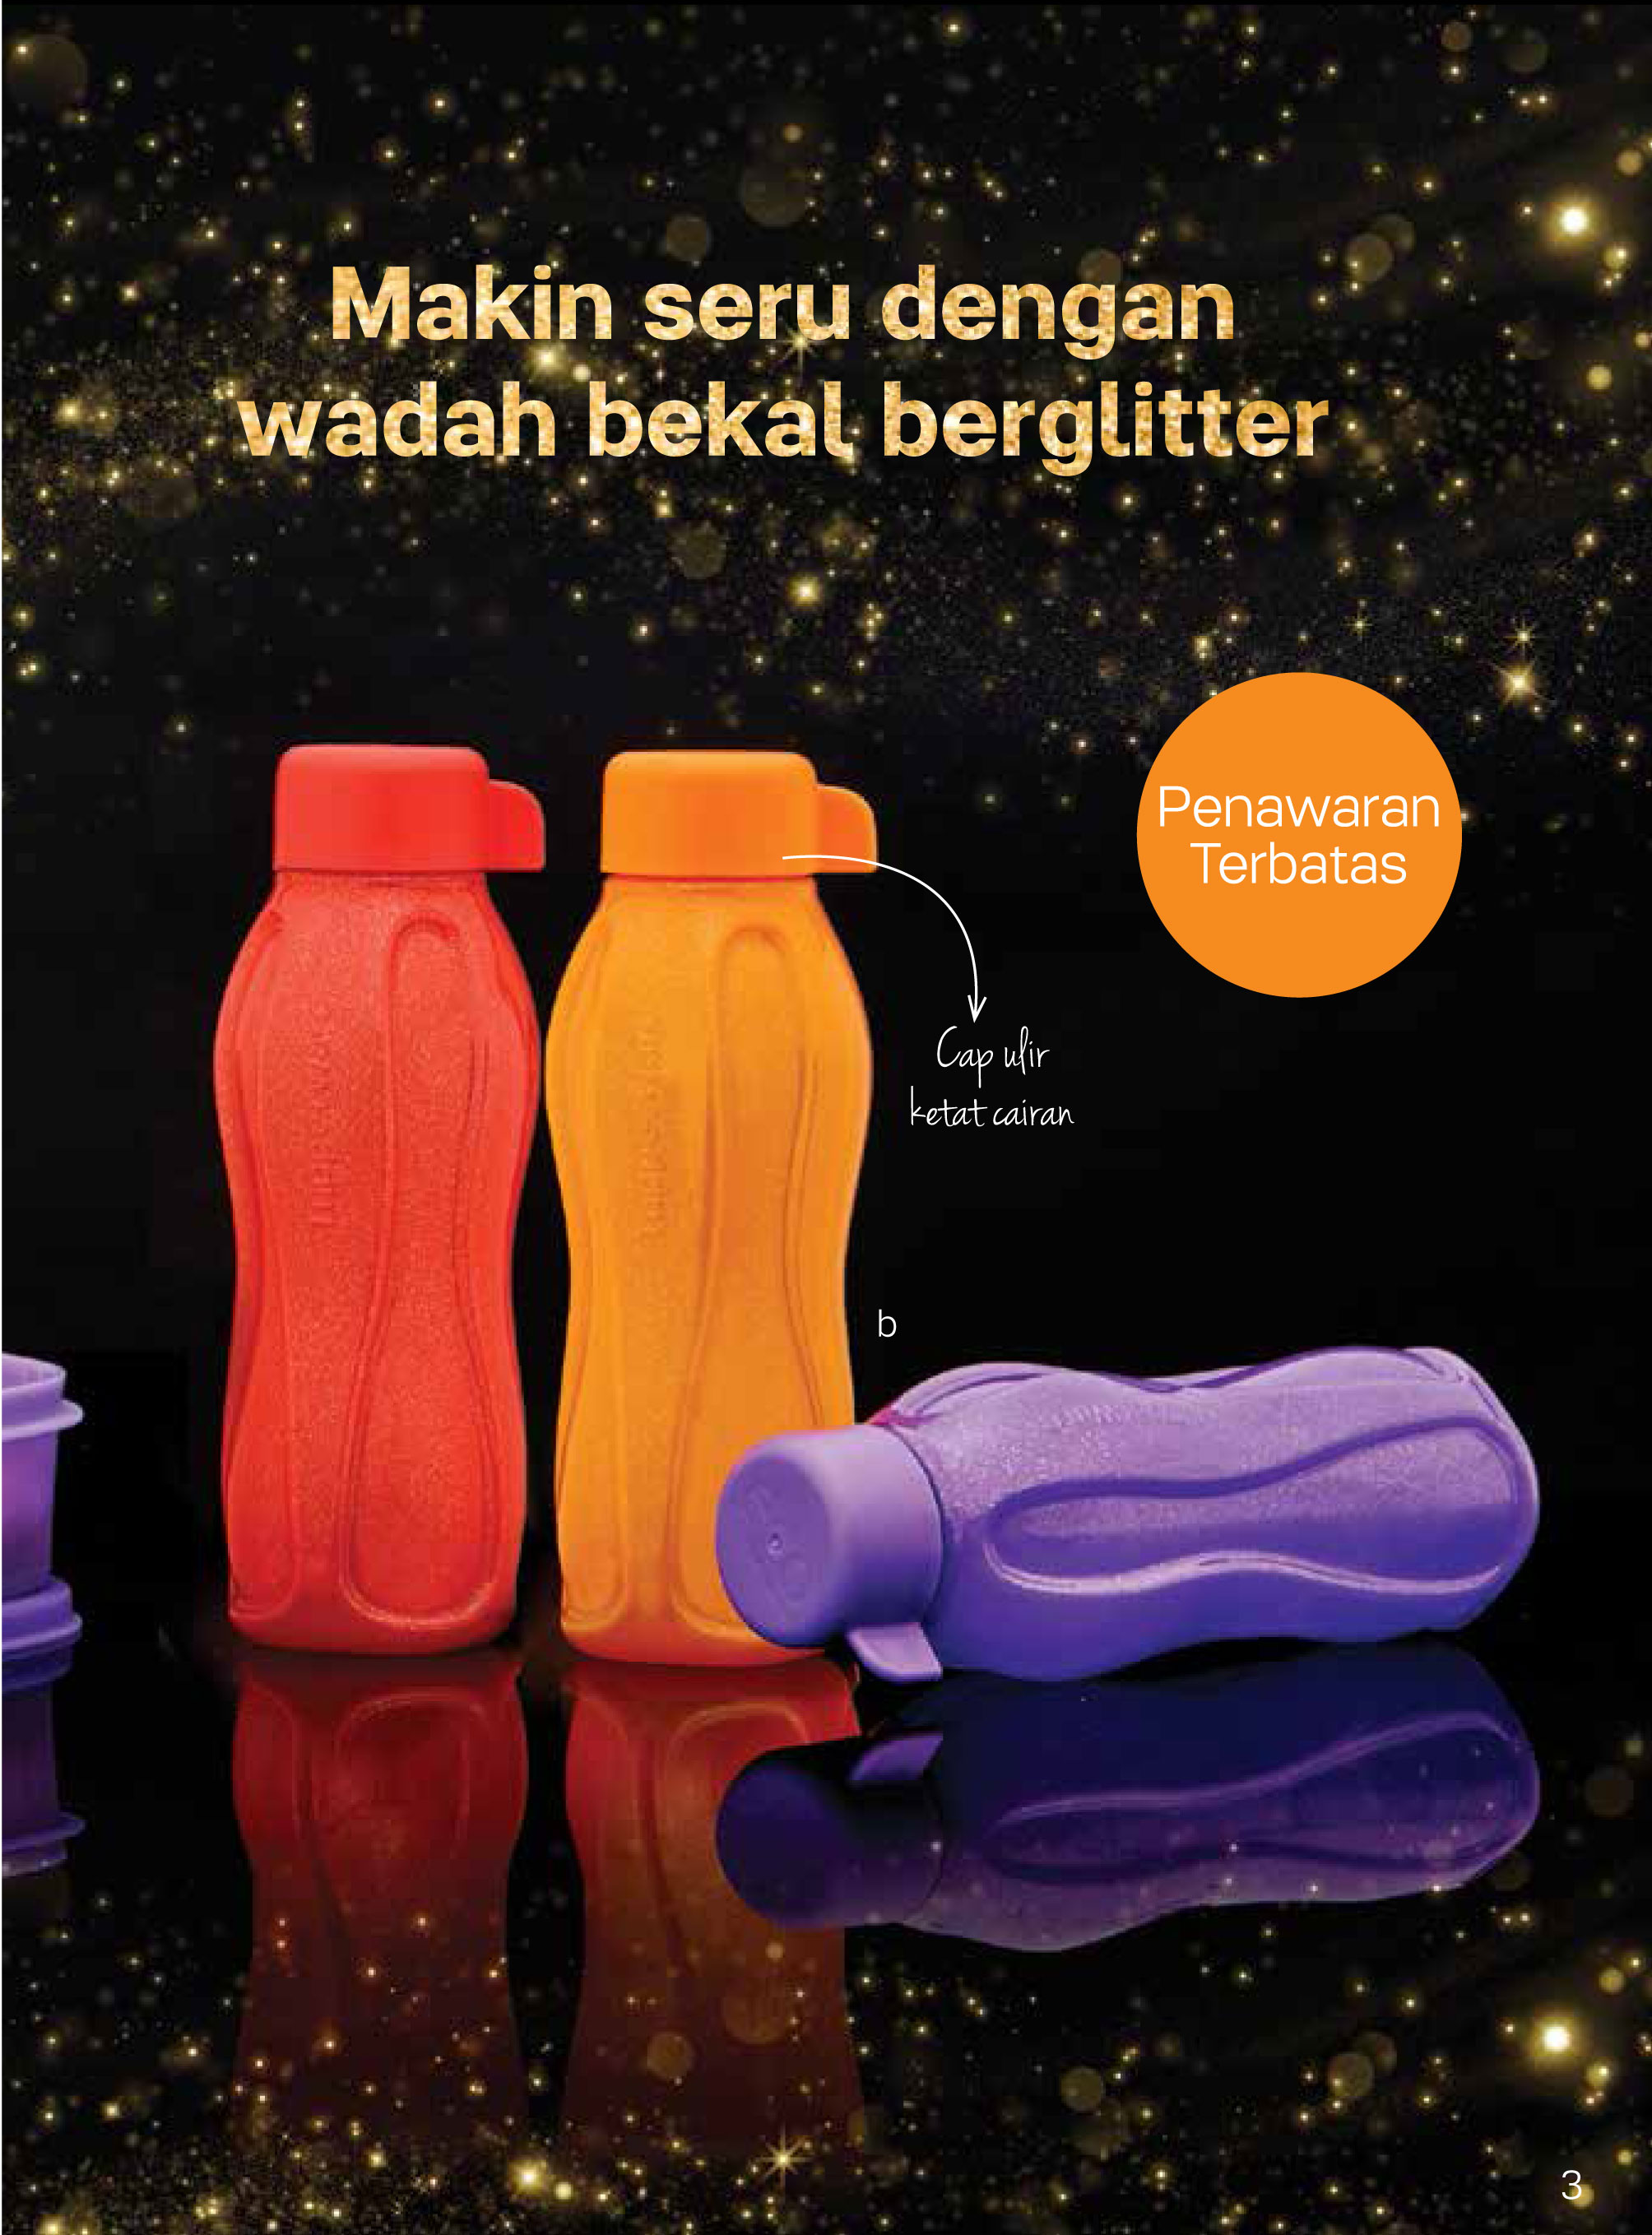 Makin seru dengan
wadah bekal berglitter
Penawaran
Terbatas
Cap ulir
ketat cairan
b
3